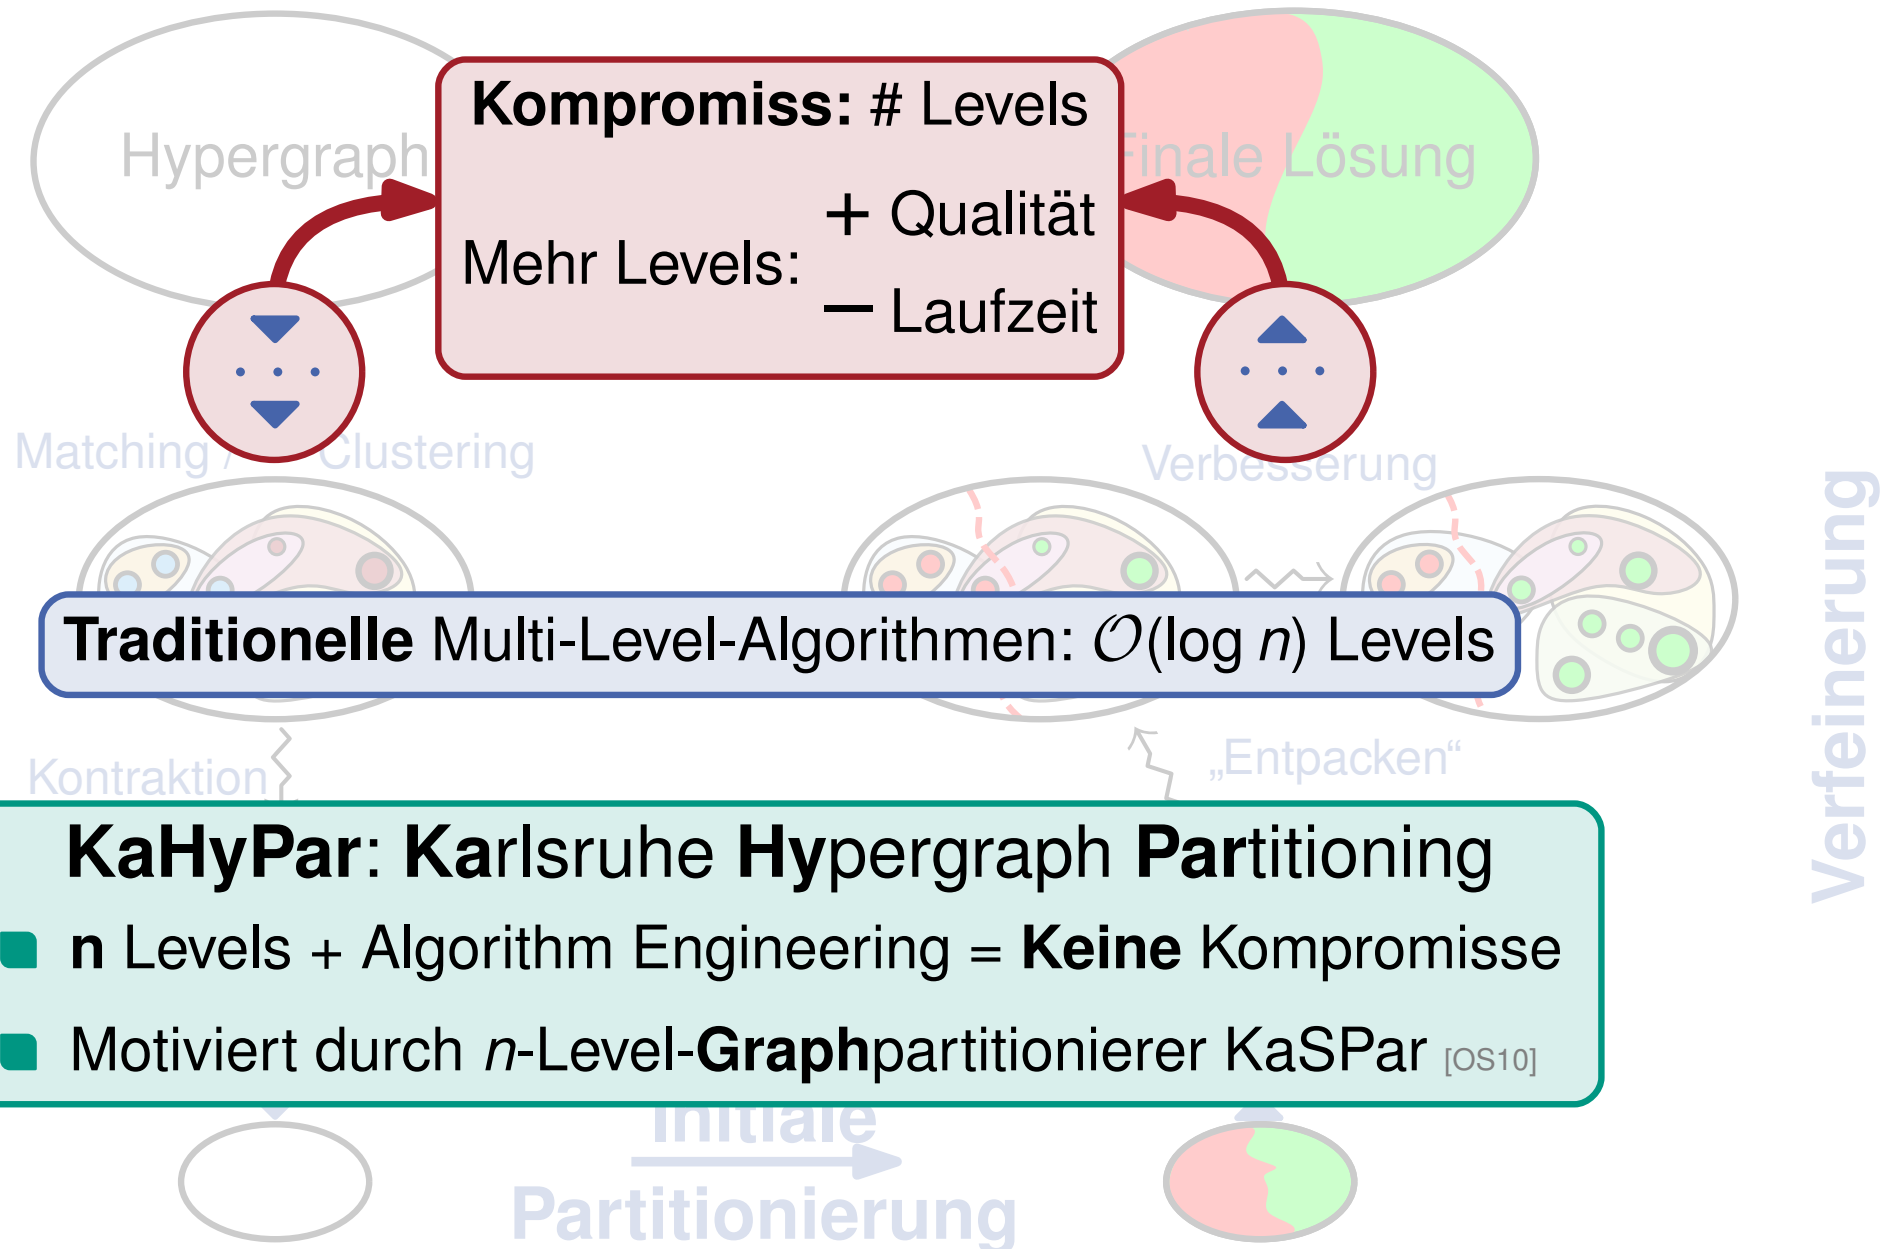 Kompromiss: # Levels
Hypergraph
Finale Lösung
+ Qualität
Mehr Levels:
− Laufzeit
Matching / Clustering
Verbesserung
Verfeinerung
Traditionelle Multi-Level-Algorithmen: O(log n) Levels
Kontraktion
„Entpacken“
KaHyPar: Karlsruhe Hypergraph Partitioning
n Levels + Algorithm Engineering = Keine Kompromisse
Motiviert durch n-Level-Graphpartitionierer KaSPar [OS10]
Initiale
Partitionierung